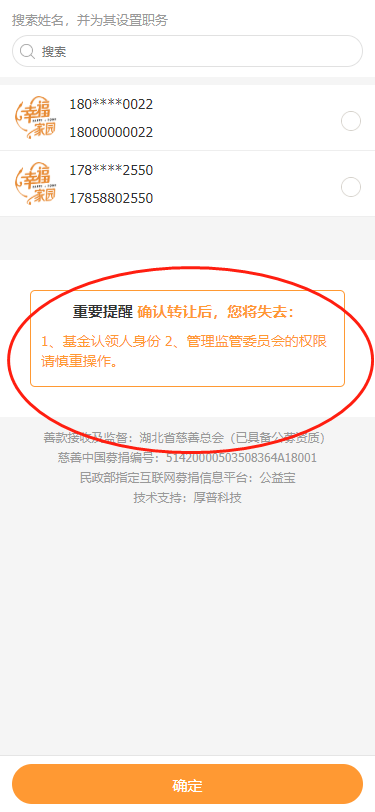 搜索姓名，并为其设置职务
搜索
幸福
家园
180****0022
18000000022
幸福
家园
178****2550
17858802550
重要提醒 确认转让后，您将失去：
1、基金认领人身份 2、管理监管委员会的权限
请慎重操作。
善款接收及监督：湖北省慈善总会（已具备公募资质）
慈善中国募捐编号：51420000503508364A18001
民政部指定互联网募捐信息平台：公益宝
技术支持：厚普科技
确定